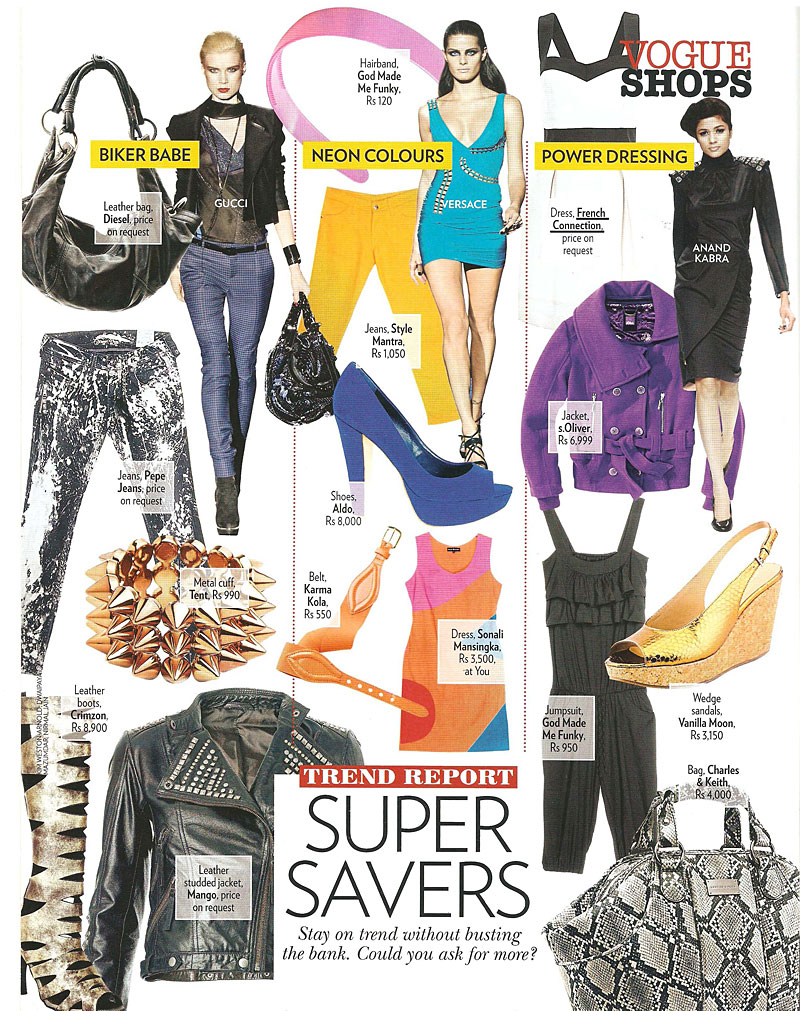 VOGUE
SHOPS
BIKER BABE
Leather bag,
Diesel, price
on request
GUCCI
Jeans, Pepe
Jeans, price
on request
Metal cuff,
Tent, Rs 990
Leather
boots,
Crimzon,
Rs 8,900
Leather
studded jacket,
Mango, price
on request
NEON COLOURS
Hairband,
God Made
Me Funky,
Rs 120
VERSACE
Jeans, Style
Mantra,
Rs 1,050
Shoes,
Aldo,
Rs 8,000
Belt,
Karma
Kola,
Rs 550
Dress, Sonali
Mansingka,
Rs 3,500,
at You
POWER DRESSING
Dress, French
Connection,
price on
request
ANAND
KABRA
Jacket,
s.Oliver,
Rs 6,999
Jumpsuit,
God Made
Me Funky,
Rs 950
Wedge
sandals,
Vanilla Moon,
Rs 3,150
Bag, Charles
& Keith,
Rs 4,000
TREND REPORT
SUPER
SAVERS
Stay on trend without busting
the bank. Could you ask for more?